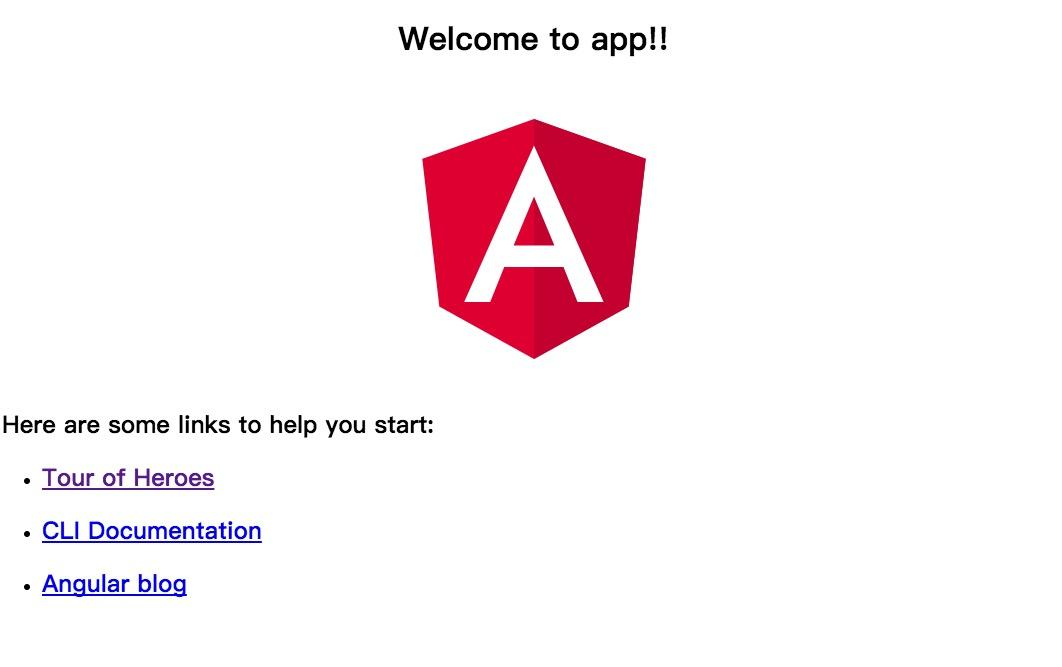 Welcome to app!!
A
Here are some links to help you start:
Tour of Heroes
CLI Documentation
Angular blog